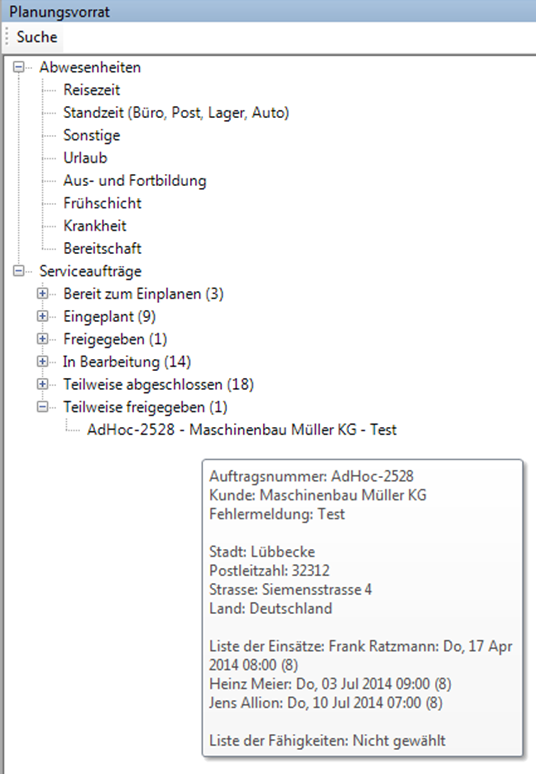 Planungsvorrat
Suche
Abwesenheiten
Reisezeit
Standzeit (Büro, Post, Lager, Auto)
Sonstige
Urlaub
Aus- und Fortbildung
Frühschicht
Krankheit
Bereitschaft
Serviceaufträge
Bereit zum Einplanen (3)
Eingeplant (9)
Freigegeben (1)
In Bearbeitung (14)
Teilweise abgeschlossen (18)
Teilweise freigegeben (1)
AdHoc-2528 - Maschinenbau Müller KG - Test
Auftragsnummer: AdHoc-2528
Kunde: Maschinenbau Müller KG
Fehlermeldung: Test
Stadt: Lübbecke
Postleitzahl: 32312
Strasse: Siemensstrasse 4
Land: Deutschland
Liste der Einsätze: Frank Ratzmann: Do, 17 Apr
2014 08:00 (8)
Heinz Meier: Do, 03 Jul 2014 09:00 (8)
Jens Allion: Do, 10 Jul 2014 07:00 (8)
Liste der Fähigkeiten: Nicht gewählt